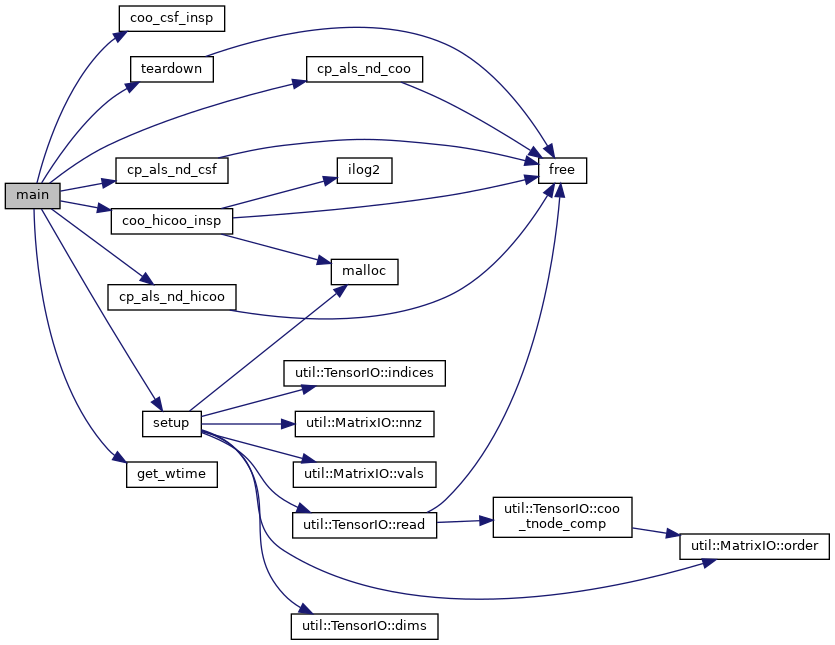 coo_csf_insp
teardown
cp_als_nd_coo
cp_als_nd_csf
ilog2
free
main
coo_hicoo_insp
malloc
cp_als_nd_hicoo
util::TensorIO::indices
setup
util::MatrixIO::nnz
get_wtime
util::MatrixIO::vals
util::TensorIO::read
util::TensorIO::coo
_tnode_comp
util::MatrixIO::order
util::TensorIO::dims